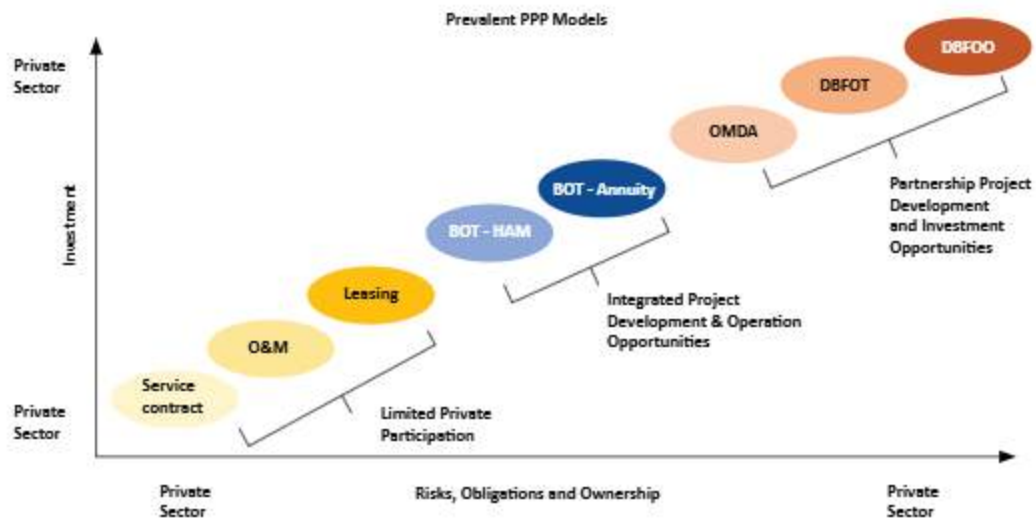 Prevalent PPP Models
Private
Sector
DBFOO
DBFOT
OMDA
Partnership Project
Development
and Investment
Opportunities
BOT - Annuity
BOT - HAM
Investment
Integrated Project
Development & Operation
Opportunities
Leasing
O&M
Service
contract
Limited Private
Participation
Private
Sector
Private
Sector
Risks, Obligations and Ownership
Private
Sector